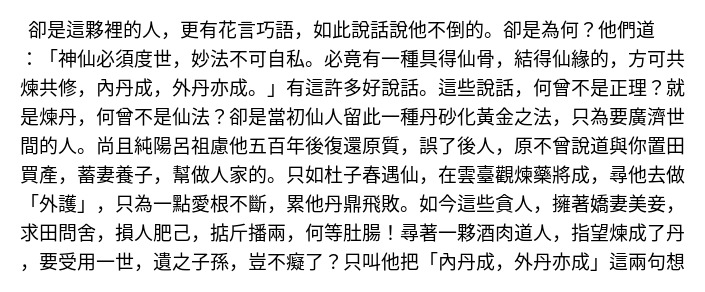 卻是這夥裡的人，更有花言巧語，如此說話說他不倒的。卻是為何？他們道
：「神仙必須度世，妙法不可自私。必竟有一種具得仙骨，結得仙緣的，方可共
煉共修，內丹成，外丹亦成。」有這許多好說話。這些說話，何曾不是正理？就
是煉丹，何曾不是仙法？卻是當初仙人留此一種丹砂化黃金之法，只為要廣濟世
間的人。尚且純陽呂祖慮他五百年後復還原質，誤了後人，原不曾說道與你置田
買產，蓄妻養子，幫做人家的。只如杜子春遇仙，在雲臺觀煉藥將成，尋他去做
「外護」，只為一點愛根不斷，累他丹鼎飛敗。如今這些貪人，擁著嬌妻美妾，
求田問舍，損人肥己，掂斤播兩，何等肚腸！尋著一夥酒肉道人，指望煉成了丹
，要受用一世，遺之子孫，豈不癡了？只叫他把「內丹成，外丹亦成」這兩句想